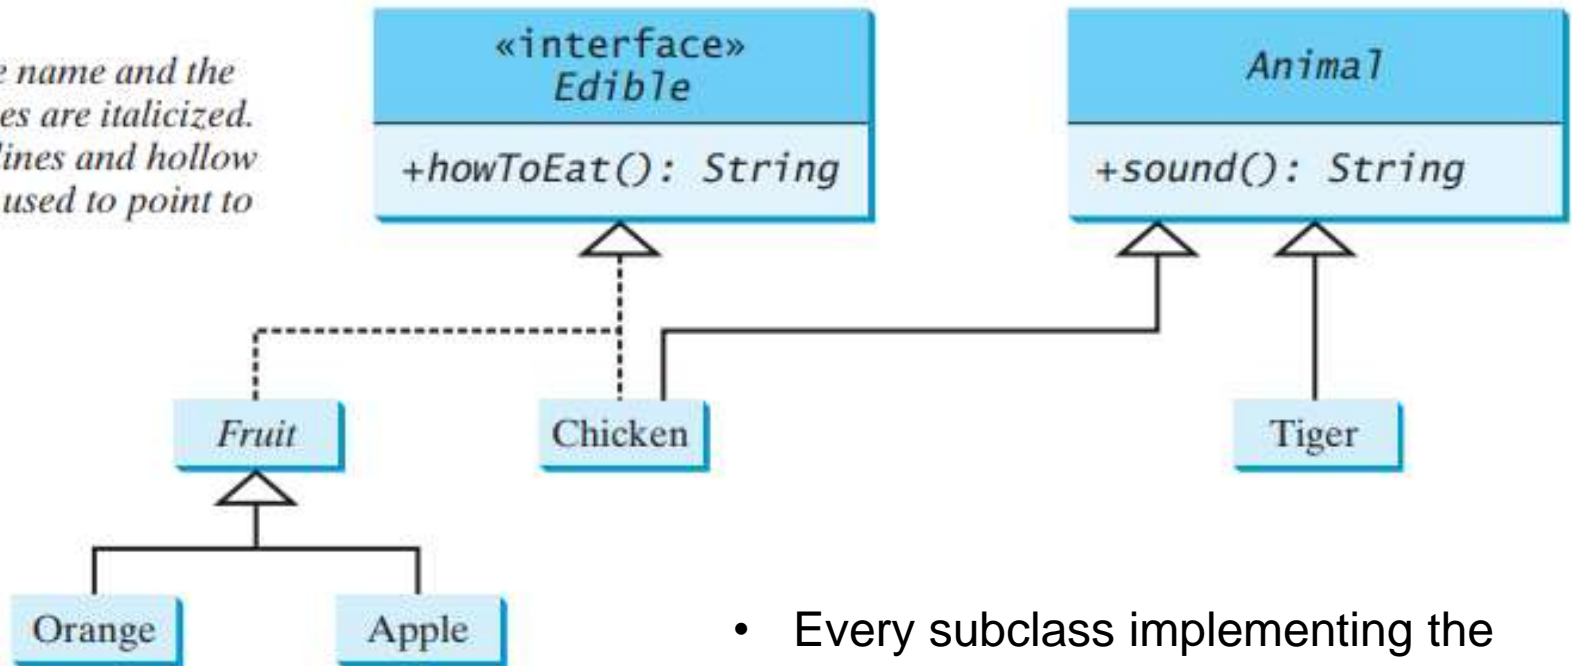 e name and the
es are italicized.
lines and hollow
used to point to
«interface»
Edible
+howToEat(): String
Animal
+sound(): String
Fruit
Chicken
Tiger
Orange
Apple
• Every subclass implementing the